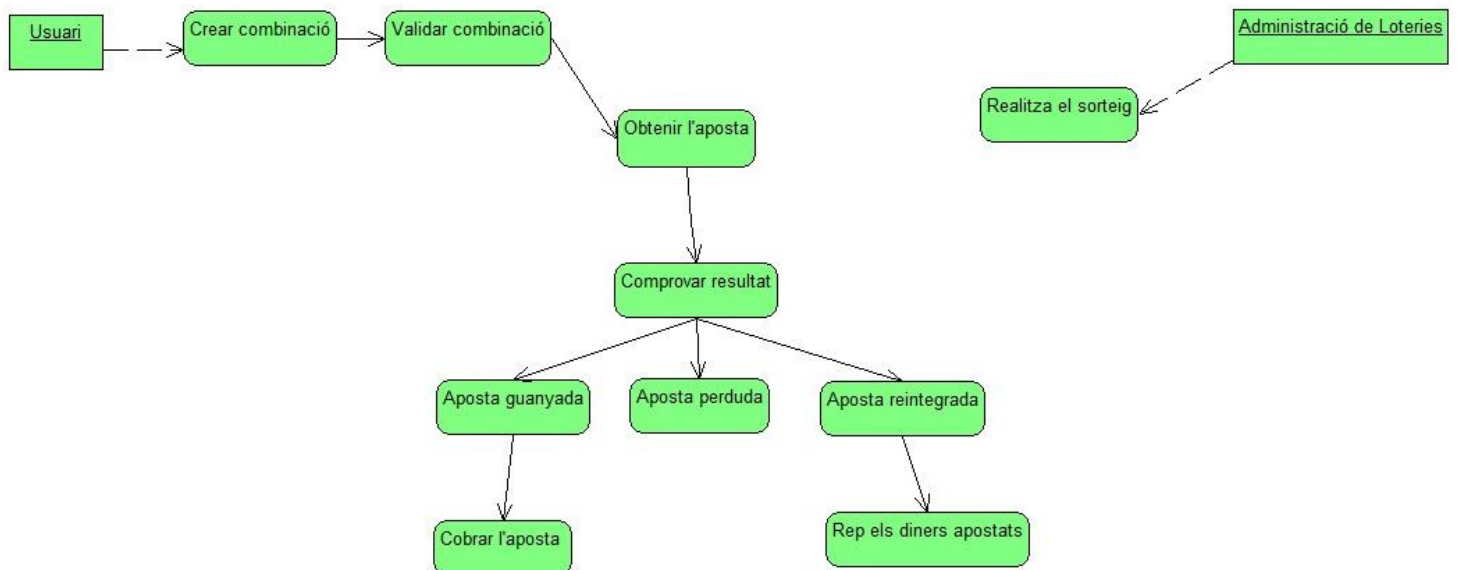 Usuari
Crear combinació
Validar combinació
Administració de Loteries
Realitza el sorteig
Obtenir l'aposta
Comprovar resultat
Aposta guanyada
Aposta perduda
Aposta reintegrada
Cobrar l'aposta
Rep els diners apostats